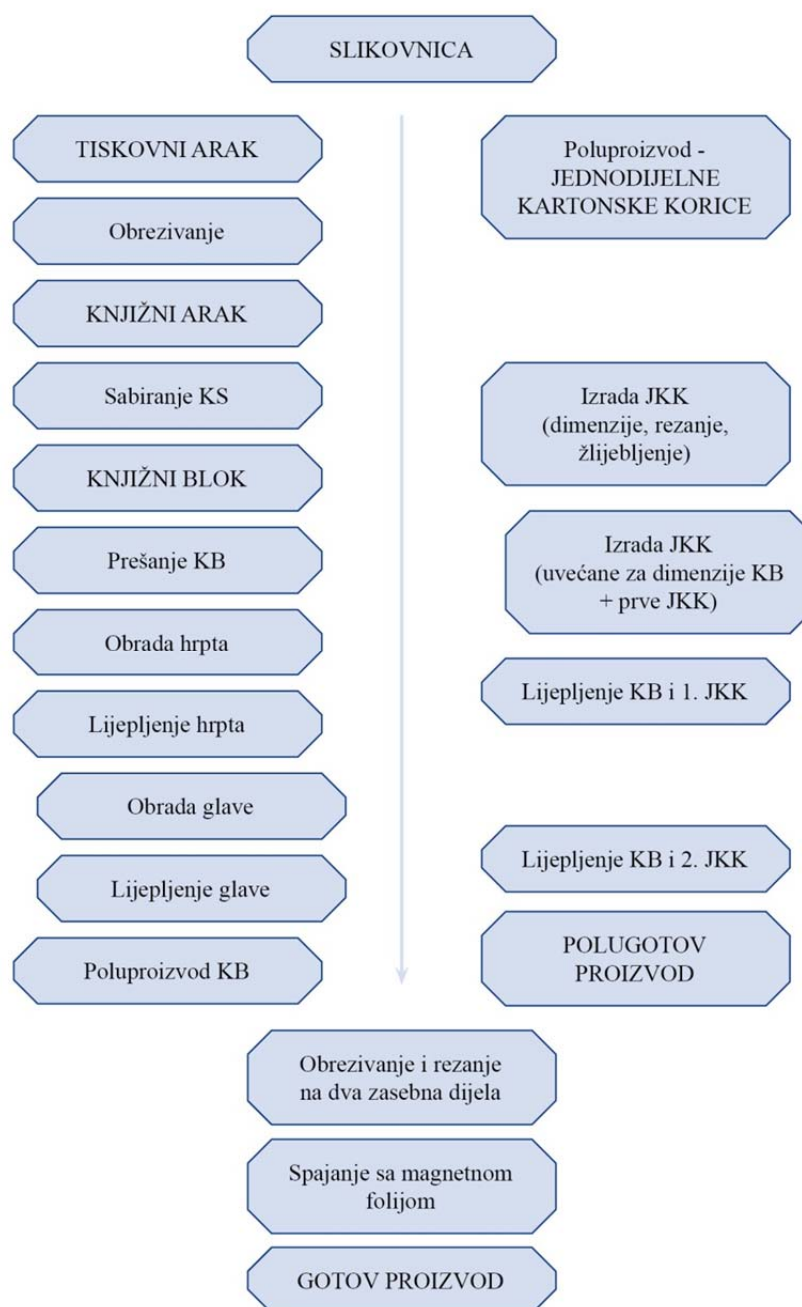 SLIKOVNICA
TISKOVNI ARAK
Obrezivanje
KNJIŽNI ARAK
Sabiranje KS
KNJIŽNI BLOK
Prešanje KB
Obrada hrpta
Lijepljenje hrpta
Obrada glave
Lijepljenje glave
Poluproizvod KB
Poluproizvod -
JEDNODIJELNE
KARTONSKE KORICE
Izrada JKK
(dimenzije, rezanje,
žlijebljenje)
Izrada JKK
(uvećane za dimenzije KB
+ prve JKK)
Lijepljenje KB i 1. JKK
Lijepljenje KB i 2. JKK
POLUGOTOV
PROIZVOD
Obrezivanje i rezanje
na dva zasebna dijela
Spajanje sa magnetnom
folijom
GOTOV PROIZVOD